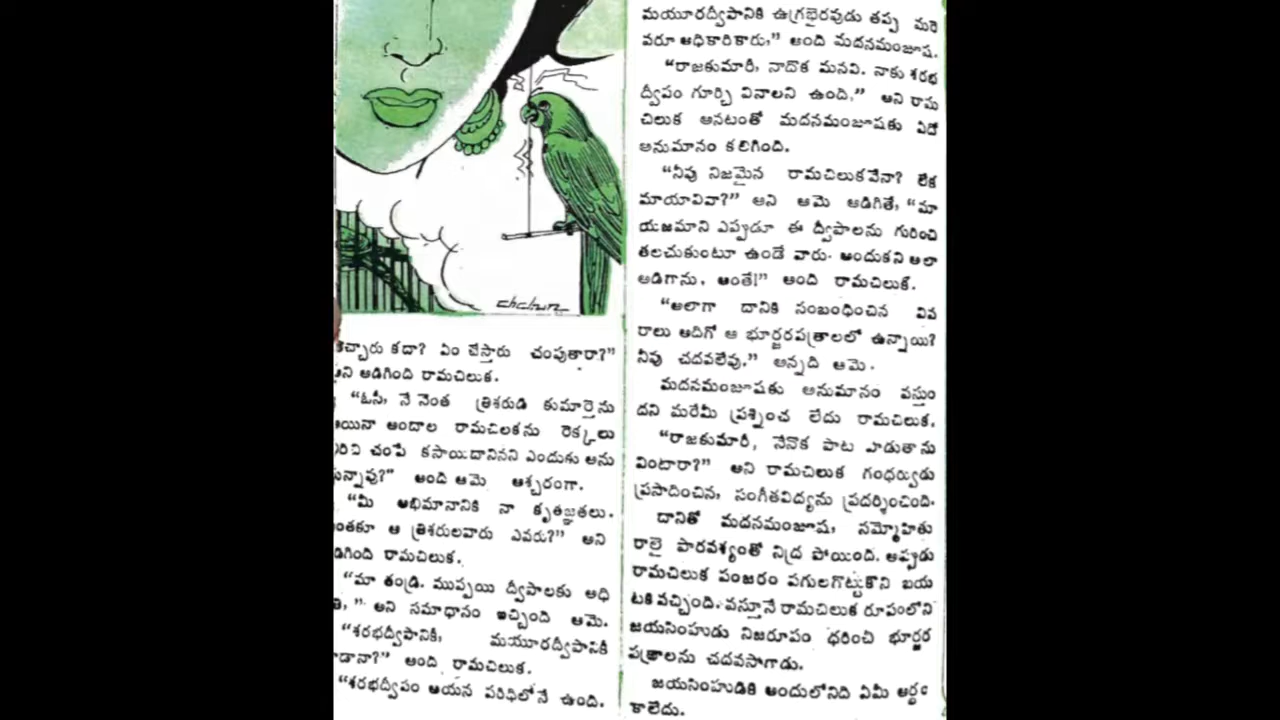 chchun
కిచ్చారు కదా? ఏం చేస్తారు చంపుతారా?”
అని అడిగింది రామచిలుక.
“ఓసీ, నే నెంత త్రిశరుడి కుమార్తెను
అయినా అందాల రామచిలకను రెక్కలు
విరిచి చంపే కసాయిదానినని ఎందుకు అను
కున్నావు?” అంది ఆమె ఆశ్చరంగా.
“మీ అభిమానానికి నా కృతజ్ఞతలు.
ఇంతకూ ఆ త్రిశరులవారు ఎవరు?” అని
అడిగింది రామచిలుక.
“మా తండ్రి. ముప్పయి ద్వీపాలకు అధి
పతి,” అని సమాధానం ఇచ్చింది ఆమె.
“శరభద్వీపానికి, మయూరద్వీపానికీ
కూడానా?” అంది రామచిలుక.
“శరభద్వీపం ఆయన పరిధిలోనే ఉంది.
మయూరద్వీపానికి ఉగ్రభైరవుడు తప్ప మరె
వరూ అధికారికారు,” అంది మదనమంజూష.
“రాజకుమారీ, నాదొక మనవి. నాకు శరభ
ద్వీపం గూర్చి వినాలని ఉంది.” అని రామ
చిలుక అనటంతో మదనమంజూషకు ఏదో
అనుమానం కలిగింది.
“నీవు నిజమైన రామచిలుకవేనా? లేక
మాయావివా?” అని ఆమె అడిగితే, “మా
యజమాని ఎప్పుడూ ఈ ద్వీపాలను గురించి
తలచుకుంటూ ఉండే వారు. అందుకని అలా
అడిగాను, అంతే!” అంది రామచిలుక.
“అలాగా దానికి సంబంధించిన వివ
రాలు అదిగో ఆ భూర్జరపత్రాలలో ఉన్నాయి?
నీవు చదవలేవు,” అన్నది ఆమె.
మదనమంజూషకు అనుమానం వస్తుం
దని మరేమీ ప్రశ్నించ లేదు రామచిలుక.
“రాజకుమారీ, నేనొక పాట పాడుతాను
వింటారా?” అని రామచిలుక గంధర్వుడు
ప్రసాదించిన, సంగీతవిద్యను ప్రదర్శించింది.
దానితో మదనమంజూష, సమ్మోహితు
రాలై పారవశ్యంతో నిద్ర పోయింది. అప్పుడు
రామచిలుక పంజరం పగులగొట్టుకొని బయ
టకి వచ్చింది. వస్తూనే రామచిలుక రూపంలోని
జయసింహుడు నిజరూపం ధరించి భూర్జర
పత్రాలను చదవసాగాడు.
జయసింహుడికి అందులోనిది ఏమీ అర్థం
కాలేదు.